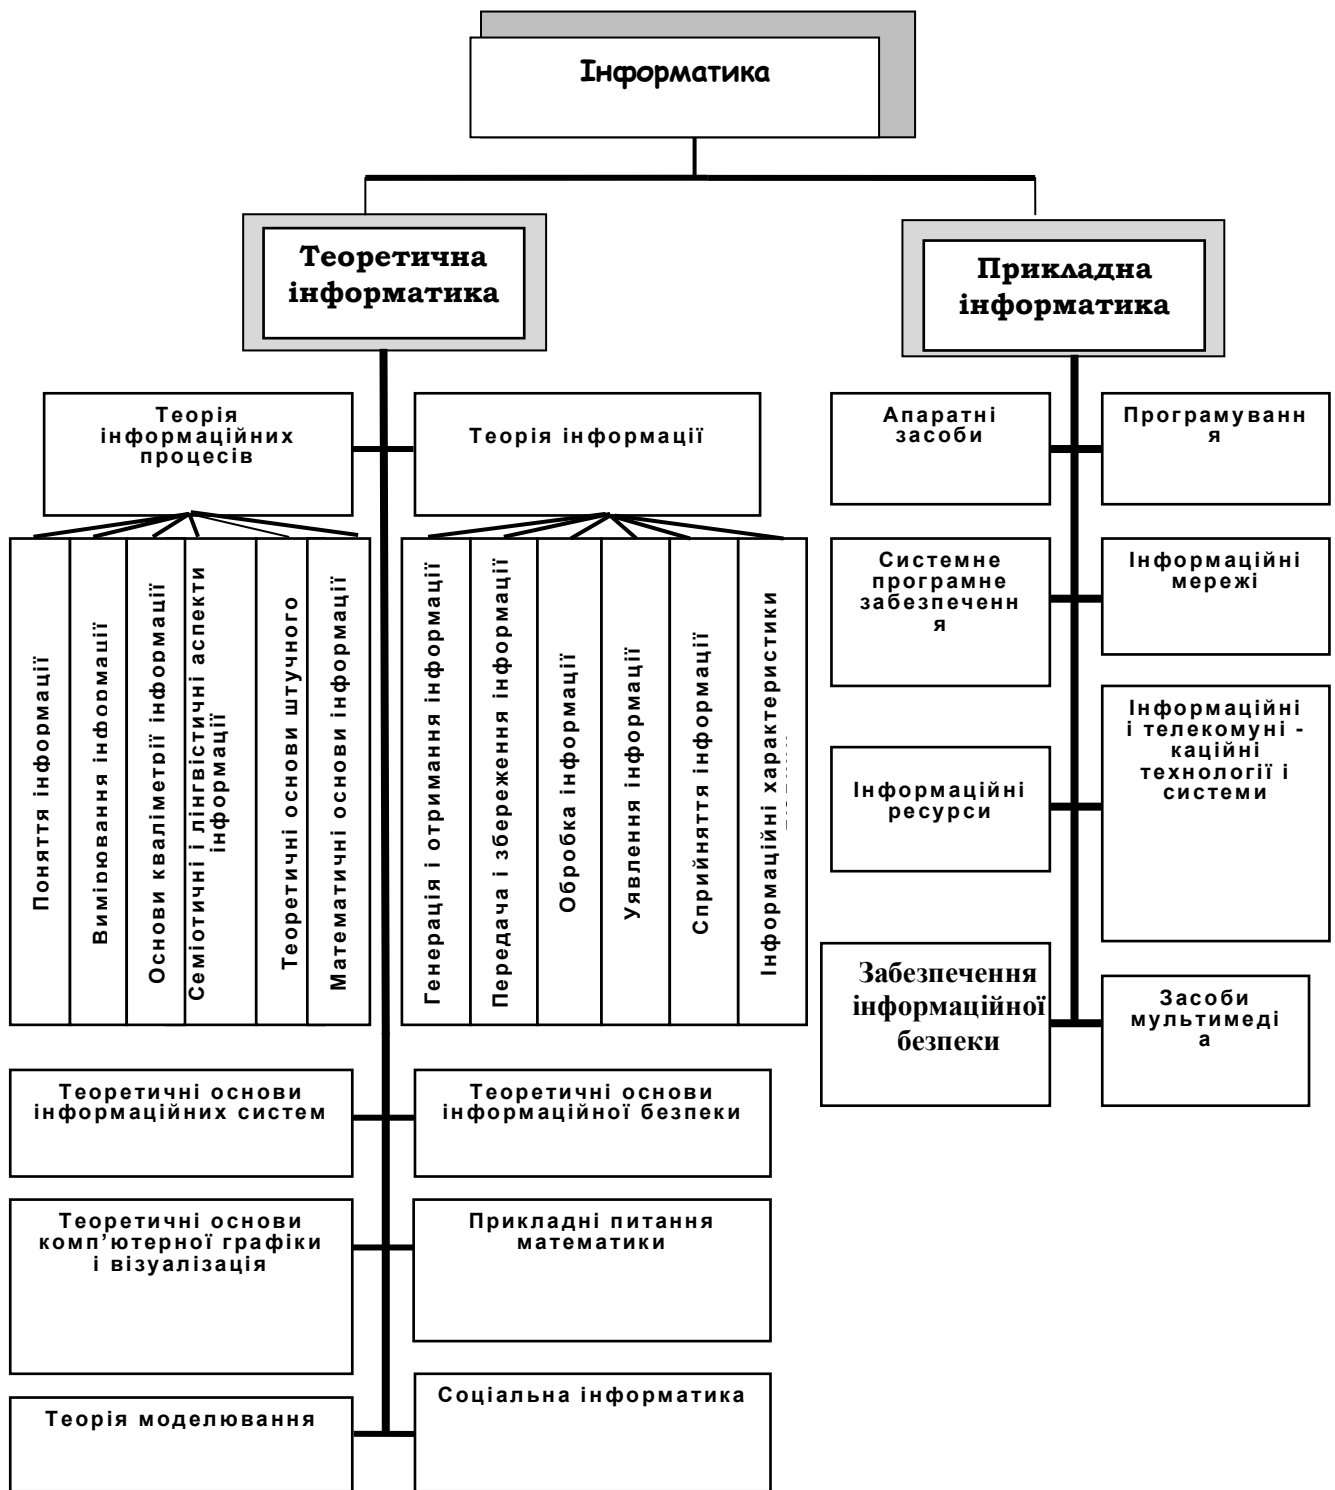 Інформатика
Теоретична
інформатика
Прикладна
інформатика
Теорія
інформаційних
процесів
Теорія інформації
Апаратні
засоби
Програмуванн
я
Поняття інформації
Вимірювання інформації
Основи кваліметрії інформації
Семіотичні і лінгвістичні аспекти
інформації
Теоретичні основи штучного
Математичні основи інформації
Генерація і отримання інформації
Передача і збереження інформації
Обробка інформації
Уявлення інформації
Сприйняття інформації
Інформаційні характеристики
Системне
програмне
забезпеченн
я
Інформаційні
мережі
Інформаційні
ресурси
Інформаційні
і телекомуні -
каційні
технології і
системи
Забезпечення
інформаційної
безпеки
Засоби
мультимеді
а
Теоретичні основи
інформаційних систем
Теоретичні основи
інформаційної безпеки
Теоретичні основи
комп’ютерної графіки
і візуалізація
Прикладні питання
математики
Теорія моделювання
Соціальна інформатика